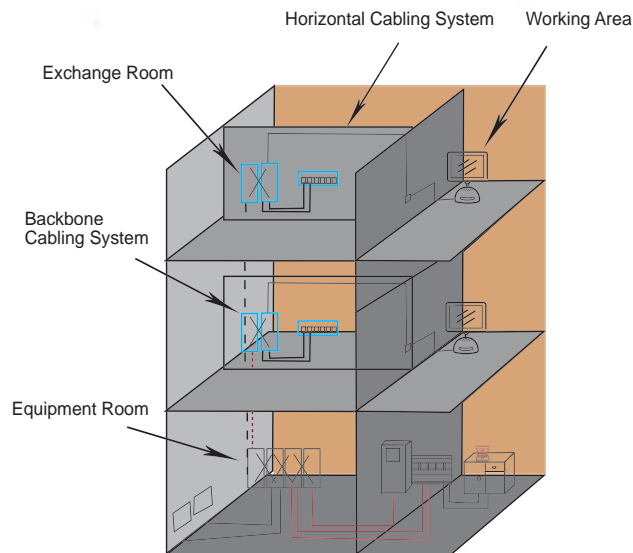 Horizontal Cabling System
Working Area
Exchange Room
Backbone
Cabling System
Equipment Room